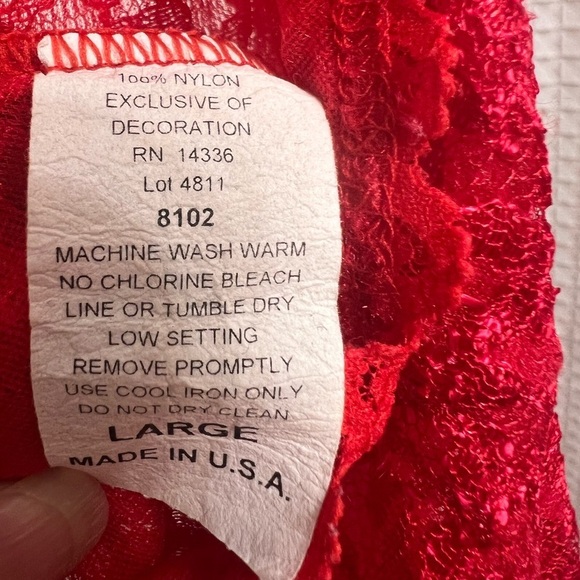 100% NYLON
EXCLUSIVE OF
DECORATION
RN 14336
Lot 4811
8102
MACHINE WASH WARM
NO CHLORINE BLEACH
LINE OR TUMBLE DRY
LOW SETTING
REMOVE PROMPTLY
USE COOL IRON ONLY
DO NOT DRY CLEAN
LARGE
MADE IN U.S.A.